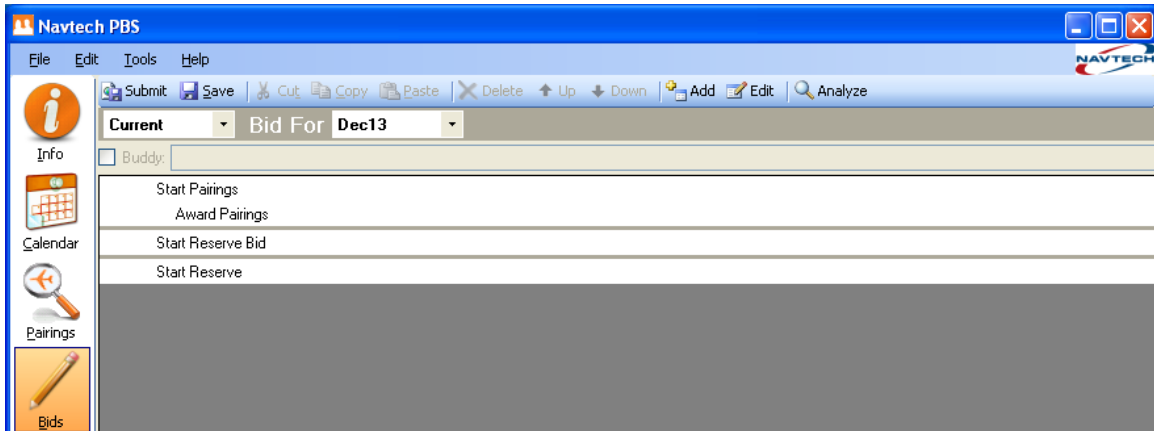 Navtech PBS
File Edit Tools Help
NAVTECH
Submit Save Cut Copy Paste Delete Up Down Add Edit Analyze
Current Bid For Dec13
Info
Buddy:
Start Pairings
Award Pairings
Calendar
Start Reserve Bid
Start Reserve
Pairings
Bids